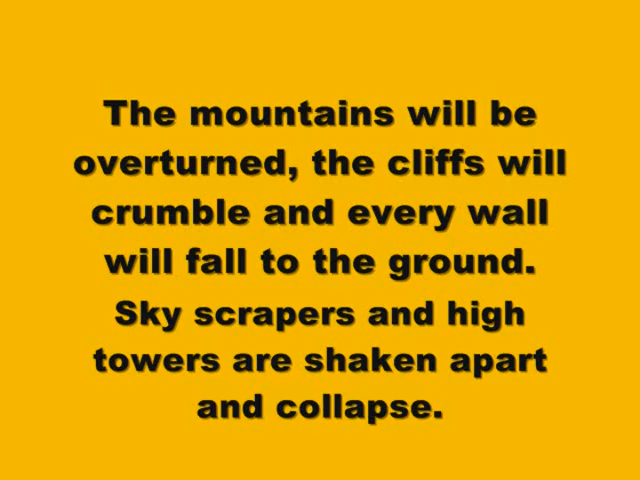 The mountains will be
overturned, the cliffs will
crumble and every wall
will fall to the ground.
Sky scrapers and high
towers are shaken apart
and collapse.